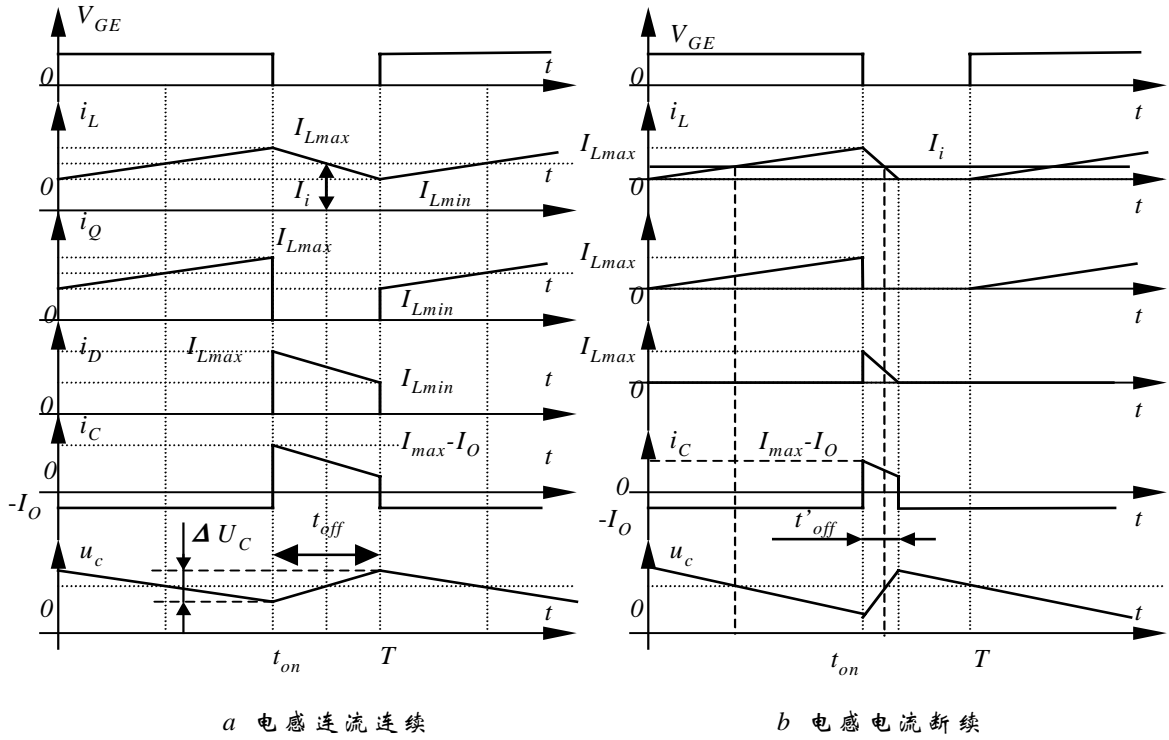 V_GE
0
t
i_L
I_Lmax
0
t
I_i
I_Lmin
i_Q
I_Lmax
t
0
I_Lmin
i_D
I_Lmax
I_Lmin
t
0
i_C
I_max-I_O
t
0
-I_O
Δ U_C
t_off
u_c
0
t
t_on
T
a 电感连流连续
V_GE
0
t
i_L
I_Lmax
I_i
0
t
I_Lmax
0
t
I_Lmax
0
t
i_C
I_max-I_O
0
-I_O
t
t'_off
u_c
0
t
t_on
T
b 电感电流断续